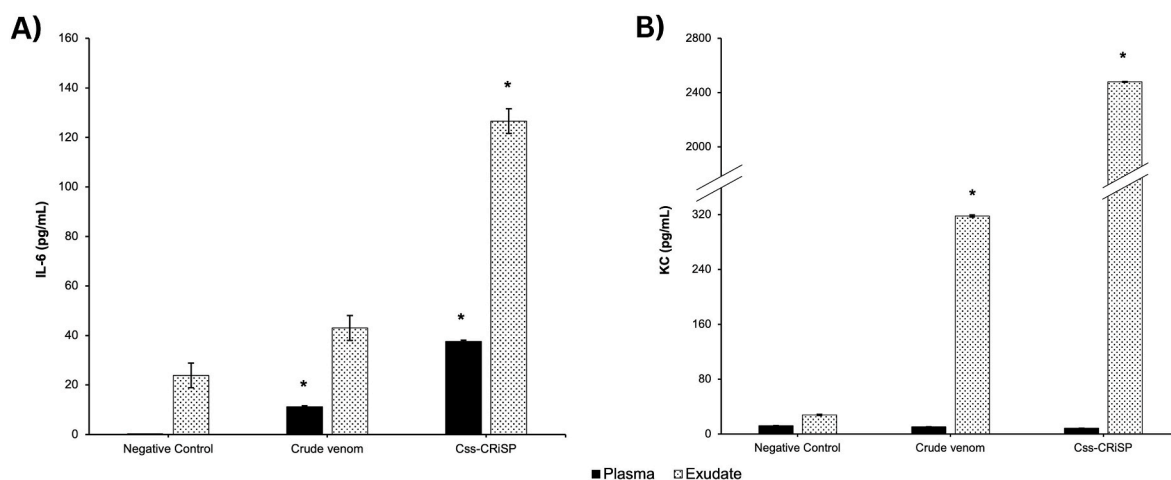 A)
IL-6 (pg/mL)
160
140
120
100
80
60
40
20
0
*
*
*
Negative Control
Crude venom
Css-CRiSP
B)
KC (pg/mL)
2800
2400
2000
320
240
160
80
0
*
*
Negative Control
Crude venom
Css-CRiSP
Plasma
Exudate